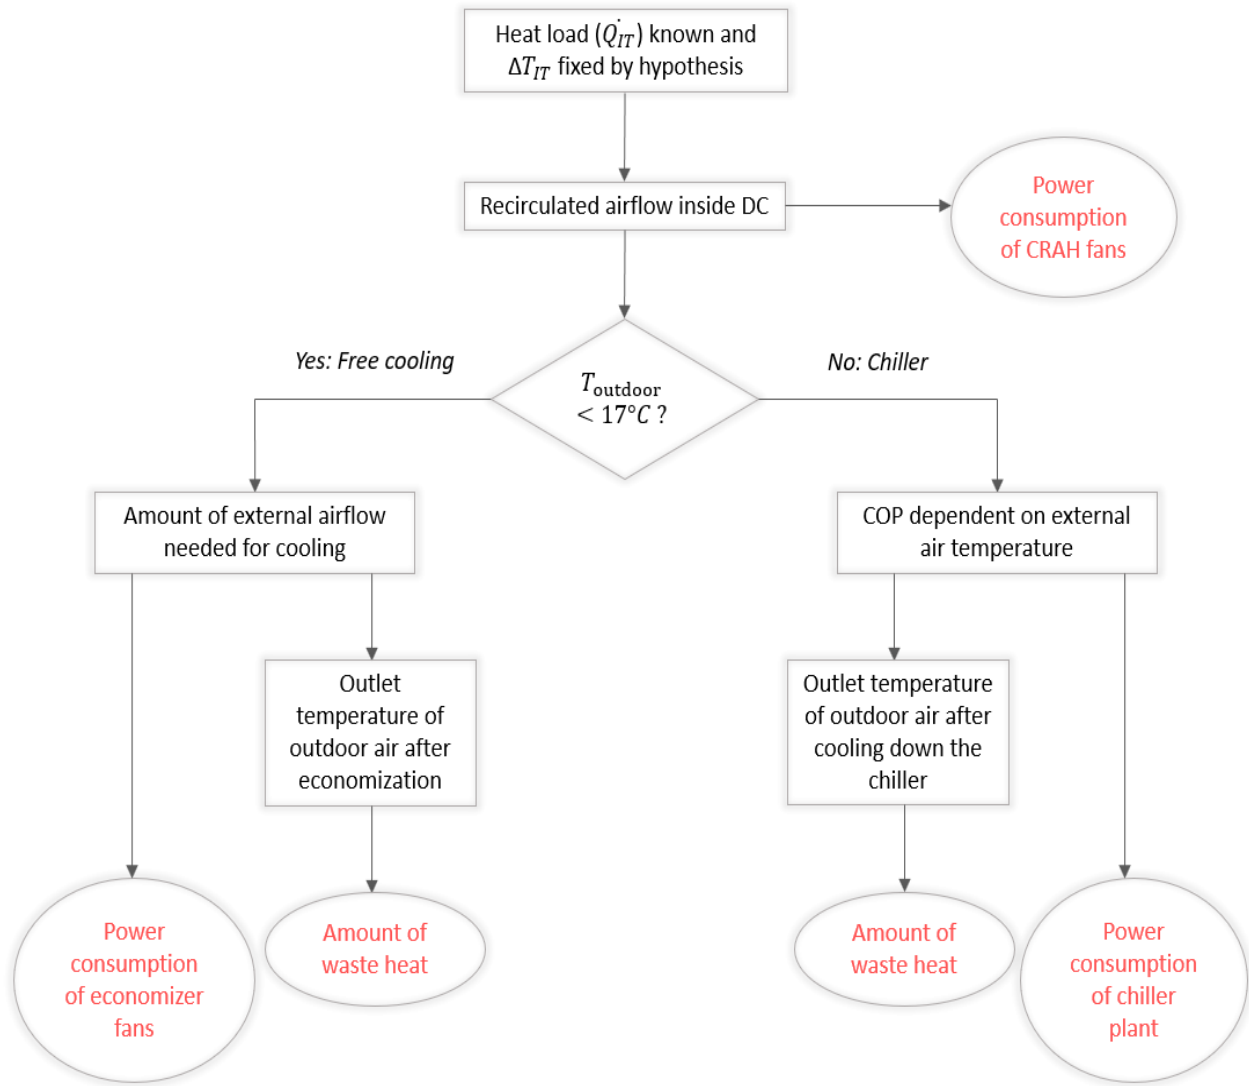 Heat load (Q̇_IT) known and
ΔT_IT fixed by hypothesis
Recirculated airflow inside DC
Power
consumption
of CRAH fans
Yes: Free cooling
No: Chiller
T_outdoor
< 17°C ?
Amount of external airflow
needed for cooling
COP dependent on external
air temperature
Outlet
temperature of
outdoor air after
economization
Outlet temperature
of outdoor air after
cooling down the
chiller
Power
consumption
of economizer
fans
Amount of
waste heat
Amount of
waste heat
Power
consumption
of chiller
plant